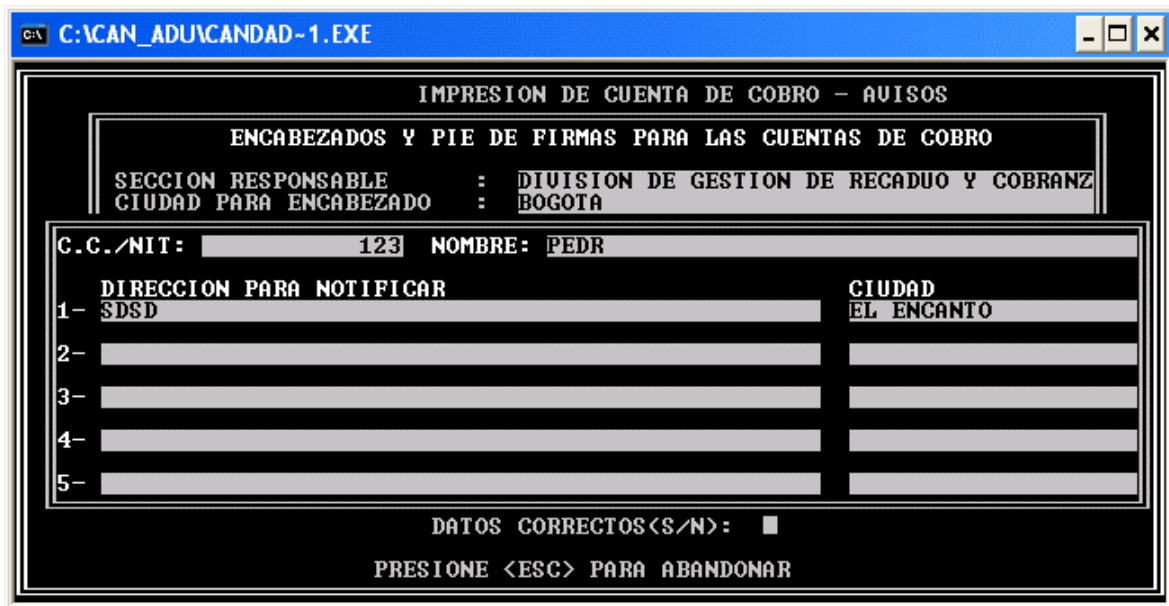 C:\CAN_ADU\CANDAD~1.EXE
IMPRESION DE CUENTA DE COBRO - AVISOS
ENCABEZADOS Y PIE DE FIRMAS PARA LAS CUENTAS DE COBRO
SECCION RESPONSABLE : DIVISION DE GESTION DE RECADUO Y COBRANZ
CIUDAD PARA ENCABEZADO : BOGOTA
C.C./NIT: 123 NOMBRE: PEDR
DIRECCION PARA NOTIFICAR CIUDAD
1- SDSD EL ENCANTO
2-
3-
4-
5-
DATOS CORRECTOS(S/N):
PRESIONE <ESC> PARA ABANDONAR